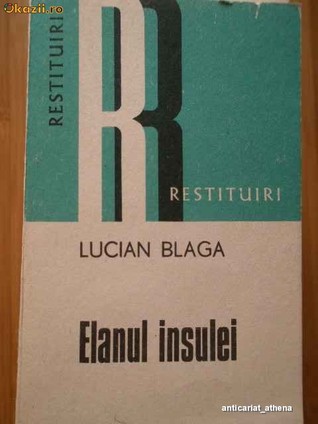 Okazii.ro
RESTITUIRI
R
RESTITUIRI
LUCIAN BLAGA
Elanul insulei
anticariat_athena